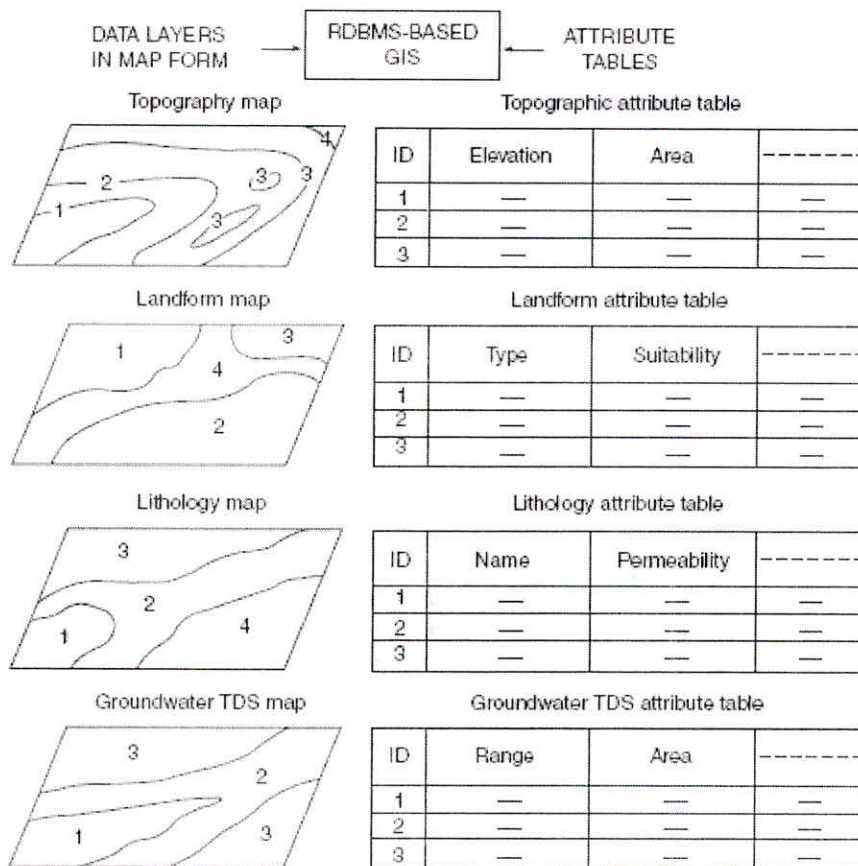 DATA LAYERS
IN MAP FORM
RDBMS-BASED
GIS
ATTRIBUTE
TABLES
Topography map
Topographic attribute table
4
3
3
2
1
3
ID Elevation Area
1
2
3
Landform map
Landform attribute table
1
3
4
2
ID Type Suitability
1
2
3
Lithology map
Lithology attribute table
3
2
1
4
ID Name Permeability
1
2
3
Groundwater TDS map
Groundwater TDS attribute table
3
2
1
3
ID Range Area
1
2
3